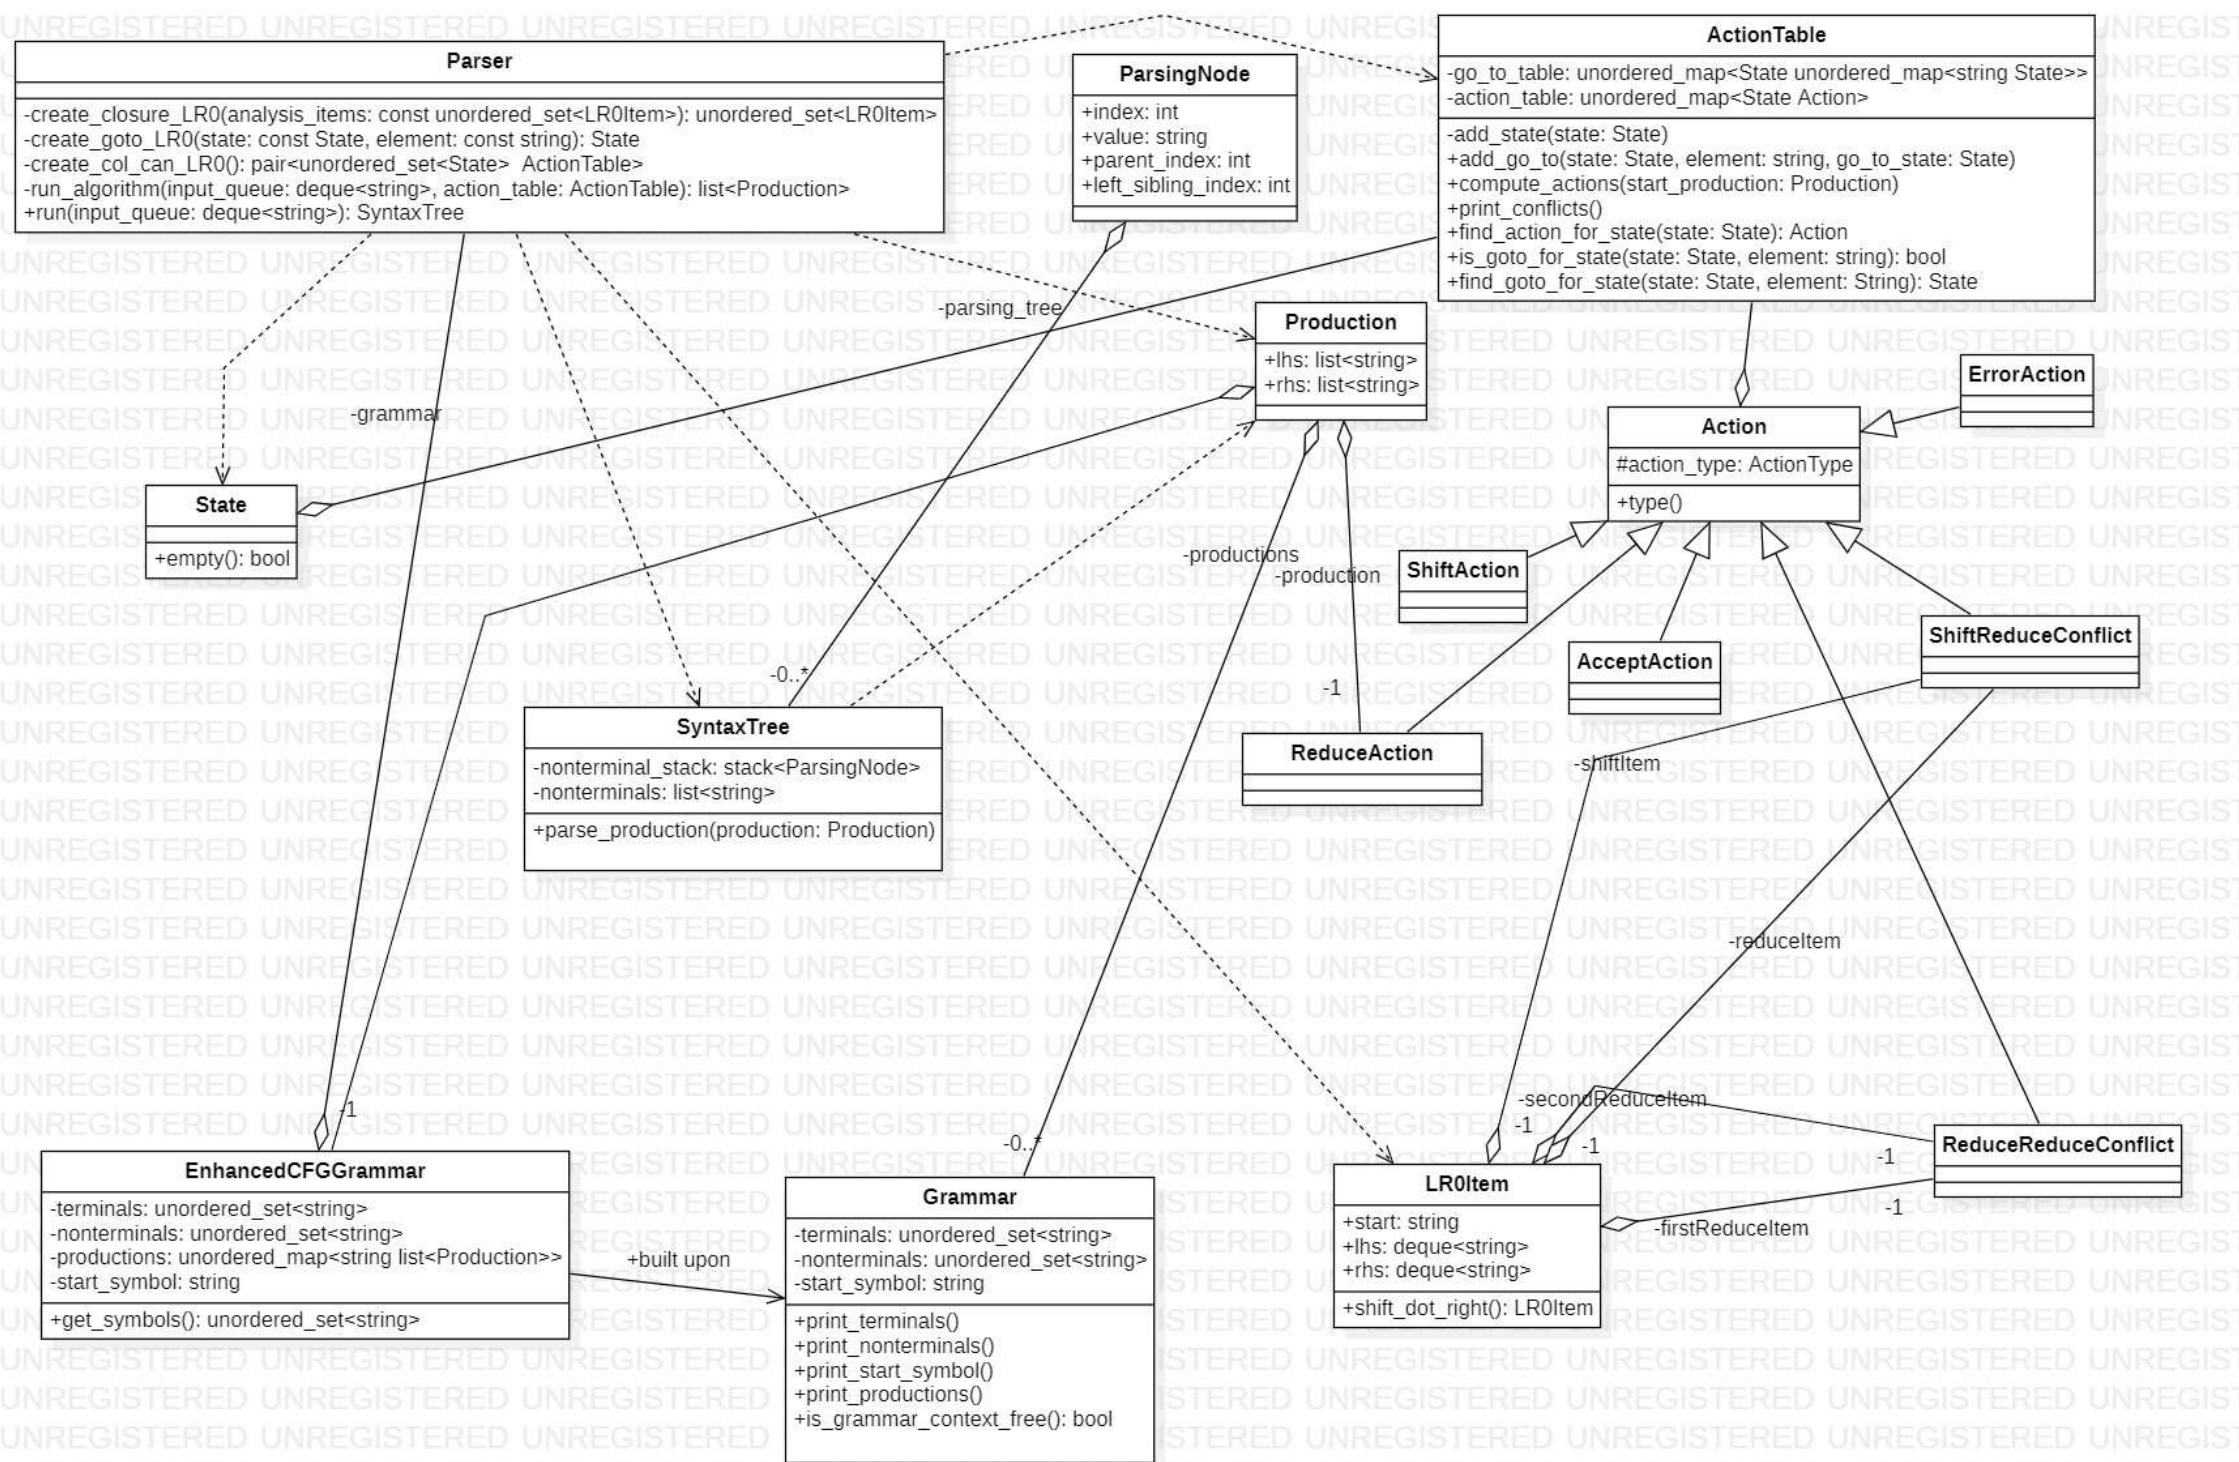 Parser
-create_closure_LR0(analysis_items: const unordered_set<LR0Item>): unordered_set<LR0Item>
-create_goto_LR0(state: const State, element: const string): State
-create_col_can_LR0(): pair<unordered_set<State>  ActionTable>
-run_algorithm(input_queue: deque<string>, action_table: ActionTable): list<Production>
+run(input_queue: deque<string>): SyntaxTree
ParsingNode
+index: int
+value: string
+parent_index: int
+left_sibling_index: int
ActionTable
-go_to_table: unordered_map<State unordered_map<string State>>
-action_table: unordered_map<State Action>
-add_state(state: State)
+add_go_to(state: State, element: string, go_to_state: State)
+compute_actions(start_production: Production)
+print_conflicts()
+find_action_for_state(state: State): Action
+is_goto_for_state(state: State, element: string): bool
+find_goto_for_state(state: State, element: String): State
-parsing_tree
Production
+lhs: list<string>
+rhs: list<string>
ErrorAction
-grammar
Action
#action_type: ActionType
+type()
State
+empty(): bool
-productions
-production
ShiftAction
AcceptAction
ShiftReduceConflict
-0..*
-1
SyntaxTree
-nonterminal_stack: stack<ParsingNode>
-nonterminals: list<string>
+parse_production(production: Production)
ReduceAction
-shiftItem
-reduceItem
-secondReduceItem
-1
-1
-1
-0..*
-1
-1
-firstReduceItem
ReduceReduceConflict
EnhancedCFGGrammar
-terminals: unordered_set<string>
-nonterminals: unordered_set<string>
-productions: unordered_map<string list<Production>>
-start_symbol: string
+get_symbols(): unordered_set<string>
+built upon
Grammar
-terminals: unordered_set<string>
-nonterminals: unordered_set<string>
-start_symbol: string
+print_terminals()
+print_nonterminals()
+print_start_symbol()
+print_productions()
+is_grammar_context_free(): bool
LR0Item
+start: string
+lhs: deque<string>
+rhs: deque<string>
+shift_dot_right(): LR0Item